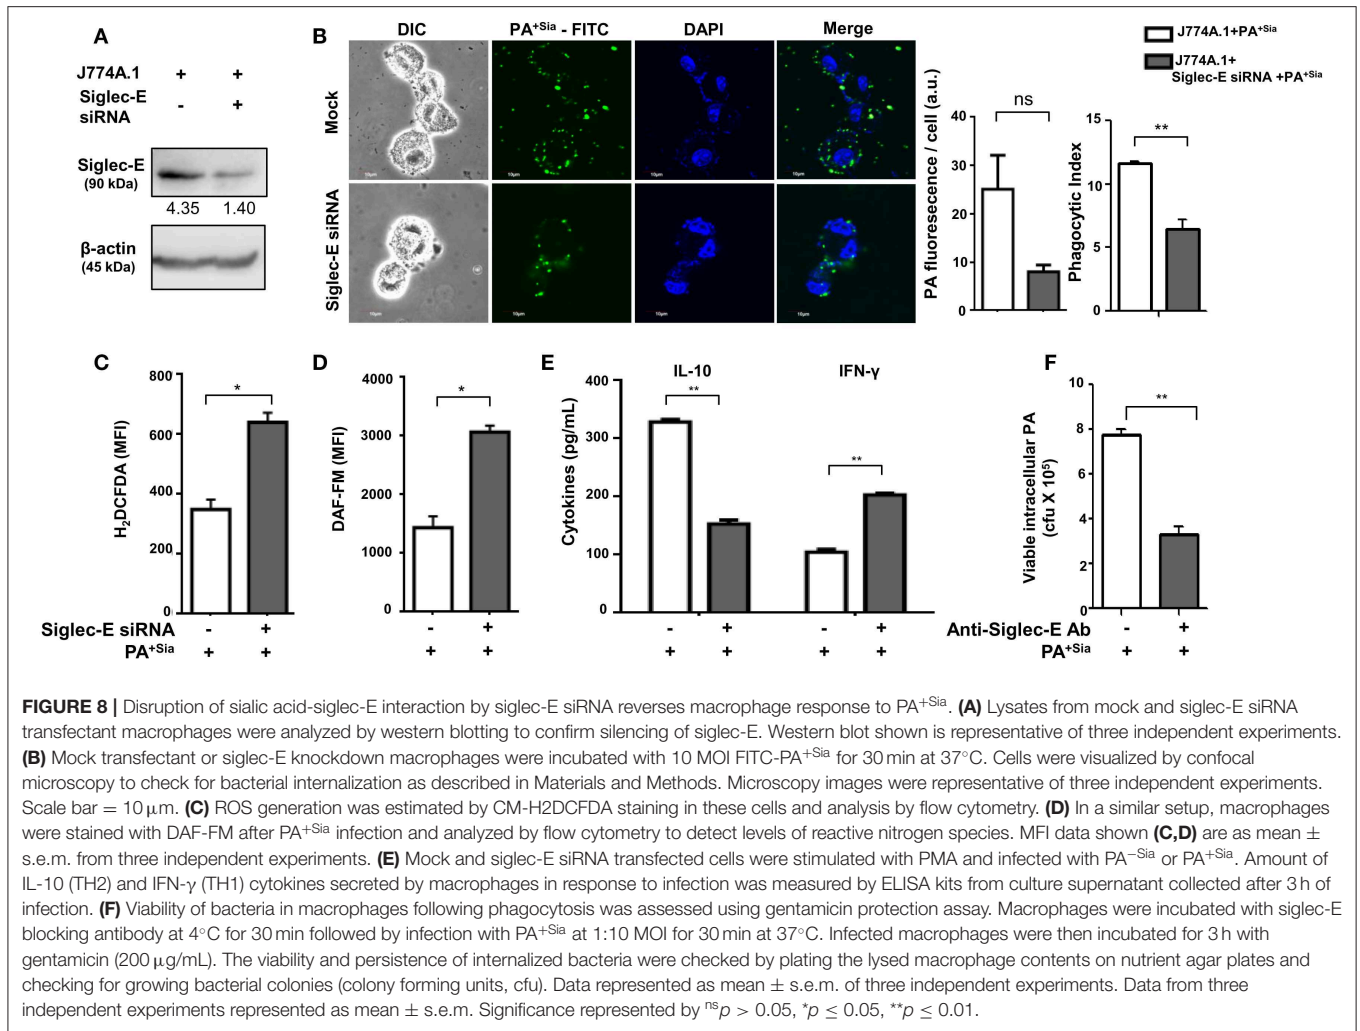 A
J774A.1 + +
Siglec-E siRNA - +
Siglec-E (90 kDa)
4.35 1.40
β-actin (45 kDa)
B
DIC PA+Sia - FITC DAPI Merge
Mock
10µm 10µm 10µm 10µm
Siglec-E siRNA
10µm 10µm 10µm 10µm
J774A.1+PA+Sia
J774A.1+
Siglec-E siRNA +PA+Sia
PA fluoresecence / cell (a.u.)
40
30
20
10
0
ns
Phagocytic Index
15
10
5
0
**
C
H2DCFDA (MFI)
800
600
400
200
0
*
D
DAF-FM (MFI)
4000
3000
2000
1000
0
*
E
Cytokines (pg/mL)
400
300
200
100
0
IL-10 IFN-γ
** **
F
Viable intracellular PA
(cfu X 10⁵)
10
8
6
4
2
0
**
Siglec-E siRNA - + - + - + - +
PA+Sia + + + + + + + +
Anti-Siglec-E Ab - +
PA+Sia + +
FIGURE 8 | Disruption of sialic acid-siglec-E interaction by siglec-E siRNA reverses macrophage response to PA+Sia. (A) Lysates from mock and siglec-E siRNA
transfectant macrophages were analyzed by western blotting to confirm silencing of siglec-E. Western blot shown is representative of three independent experiments.
(B) Mock transfectant or siglec-E knockdown macrophages were incubated with 10 MOI FITC-PA+Sia for 30 min at 37°C. Cells were visualized by confocal
microscopy to check for bacterial internalization as described in Materials and Methods. Microscopy images were representative of three independent experiments.
Scale bar = 10 µm. (C) ROS generation was estimated by CM-H2DCFDA staining in these cells and analysis by flow cytometry. (D) In a similar setup, macrophages
were stained with DAF-FM after PA+Sia infection and analyzed by flow cytometry to detect levels of reactive nitrogen species. MFI data shown (C,D) are as mean ±
s.e.m. from three independent experiments. (E) Mock and siglec-E siRNA transfected cells were stimulated with PMA and infected with PA−Sia or PA+Sia. Amount of
IL-10 (TH2) and IFN-γ (TH1) cytokines secreted by macrophages in response to infection was measured by ELISA kits from culture supernatant collected after 3 h of
infection. (F) Viability of bacteria in macrophages following phagocytosis was assessed using gentamicin protection assay. Macrophages were incubated with siglec-E
blocking antibody at 4°C for 30 min followed by infection with PA+Sia at 1:10 MOI for 30 min at 37°C. Infected macrophages were then incubated for 3 h with
gentamicin (200 µg/mL). The viability and persistence of internalized bacteria were checked by plating the lysed macrophage contents on nutrient agar plates and
checking for growing bacterial colonies (colony forming units, cfu). Data represented as mean ± s.e.m. of three independent experiments. Data from three
independent experiments represented as mean ± s.e.m. Significance represented by nsp > 0.05, *p ≤ 0.05, **p ≤ 0.01.